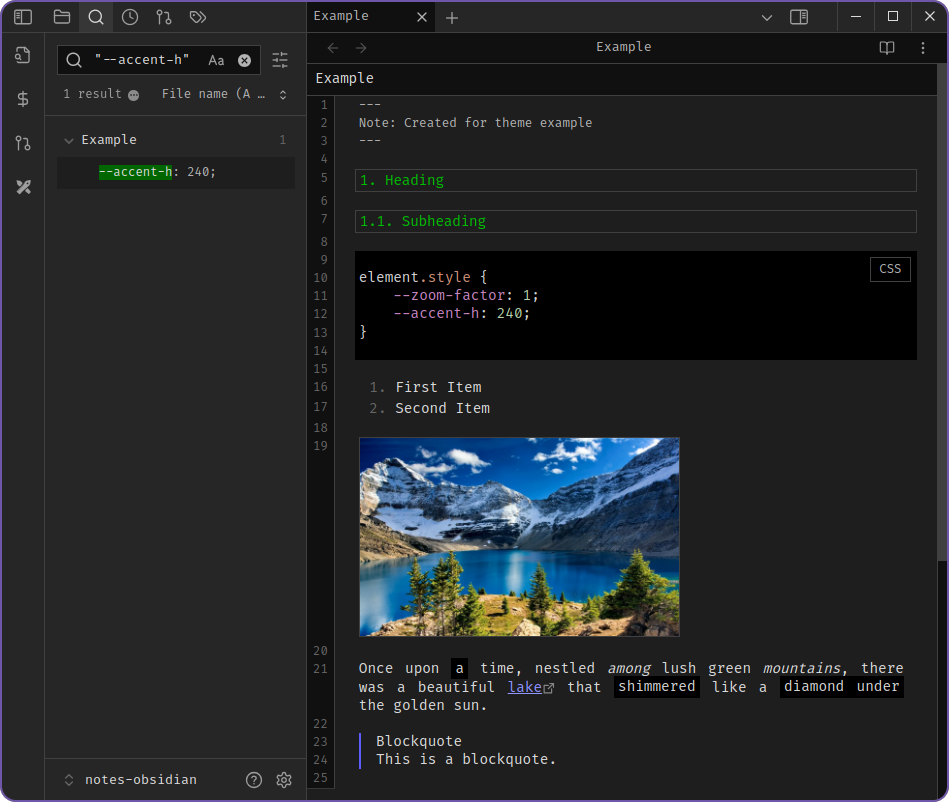 Example
Example
"--accent-h" Aa
1 result File name (A …
Example 1
--accent-h: 240;
notes-obsidian
Example
1 ---
2 Note: Created for theme example
3 ---
4
5 1. Heading
6
7 1.1. Subheading
8
9
CSS
10 element.style {
11 --zoom-factor: 1;
12 --accent-h: 240;
13 }
14
15
16 1. First Item
17 2. Second Item
18
19
20
21 Once upon a time, nestled among lush green mountains, there
was a beautiful lake that shimmered like a diamond under
the golden sun.
22
23 Blockquote
24 This is a blockquote.
25